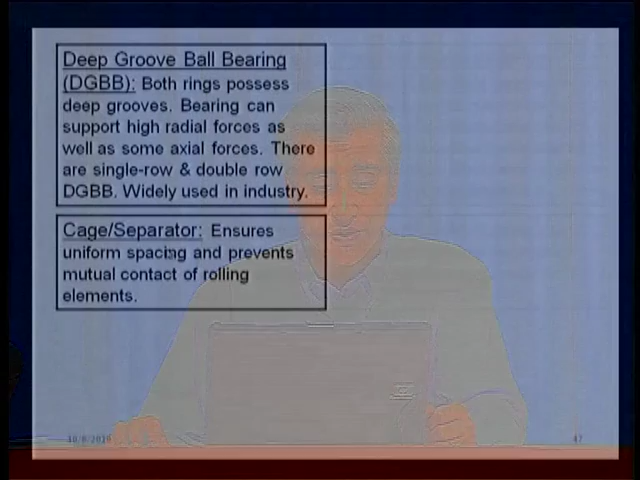 Deep Groove Ball Bearing
(DGBB): Both rings possess
deep grooves. Bearing can
support high radial forces as
well as some axial forces. There
are single-row & double row
DGBB. Widely used in industry.
Cage/Separator: Ensures
uniform spacing and prevents
mutual contact of rolling
elements.